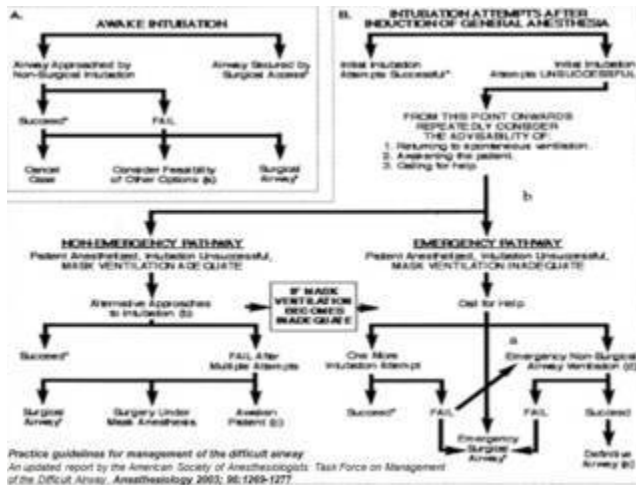 A.
AWAKE INTUBATION
Airway Approached by
Non-Surgical Intubation
Airway Secured by
Surgical Access*
Succeed*
FAIL
Cancel
Case
Consider Feasibility
of Other Options (a)
Surgical
Airway*
B.
INTUBATION ATTEMPTS AFTER
INDUCTION OF GENERAL ANESTHESIA
Initial Intubation
Attempts Successful*
Initial Intubation
Attempts UNSUCCESSFUL
FROM THIS POINT ONWARDS
REPEATEDLY CONSIDER
THE ADVISABILITY OF:
1. Returning to spontaneous ventilation.
2. Awakening the patient.
3. Calling for help.
b
NON-EMERGENCY PATHWAY
Patient Anesthetized, Intubation Unsuccessful,
MASK VENTILATION ADEQUATE
EMERGENCY PATHWAY
Patient Anesthetized, Intubation Unsuccessful,
MASK VENTILATION INADEQUATE
Alternative Approaches
to Intubation (b)
IF MASK
VENTILATION
BECOMES
INADEQUATE
Call for Help
a
Succeed*
FAIL After
Multiple Attempts
One More
Intubation Attempt
Emergency Non-Surgical
Airway Ventilation (d)
Surgical
Airway*
Surgery Under
Mask Anesthesia
Awaken
Patient (c)
Succeed*
FAIL
FAIL
Succeed
Emergency
Surgical
Airway*
Definitive
Airway (e)
Practice guidelines for management of the difficult airway
An updated report by the American Society of Anesthesiologists Task Force on Management
of the Difficult Airway. Anesthesiology 2003; 98:1269-1277